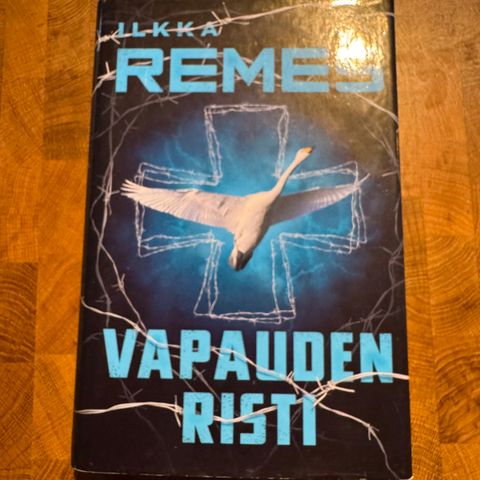 ILKKA
REMES
VAPAUDEN
RISTI